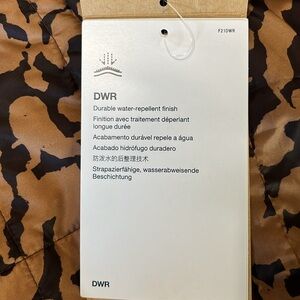 F21DWR
DWR
Durable water-repellent finish
Finition avec traitement déperlant
longue durée
Acabamento durável repele a água
Acabado hidrófugo duradero
防泼水的后整理技术
Strapazierfähige, wasserabweisende
Beschichtung
DWR